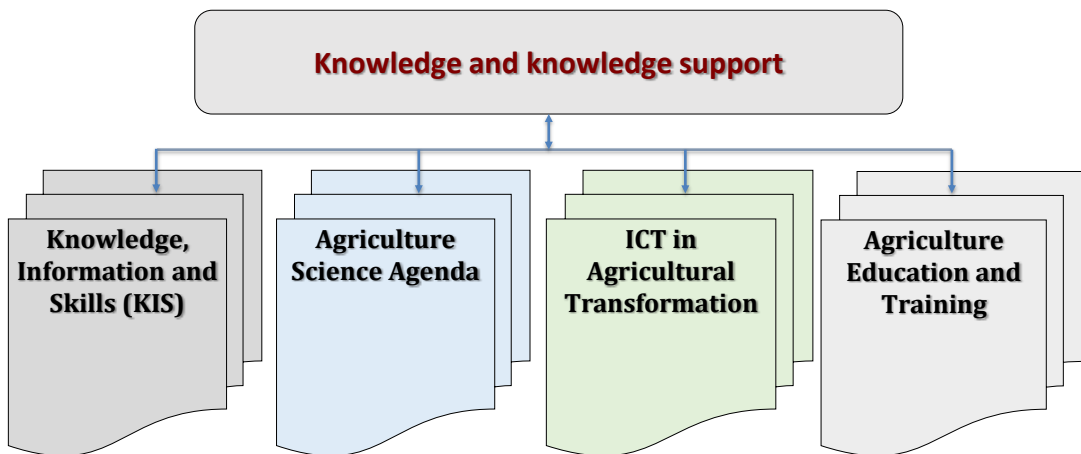 Knowledge and knowledge support
Knowledge,
Information and
Skills (KIS)
Agriculture
Science Agenda
ICT in
Agricultural
Transformation
Agriculture
Education and
Training